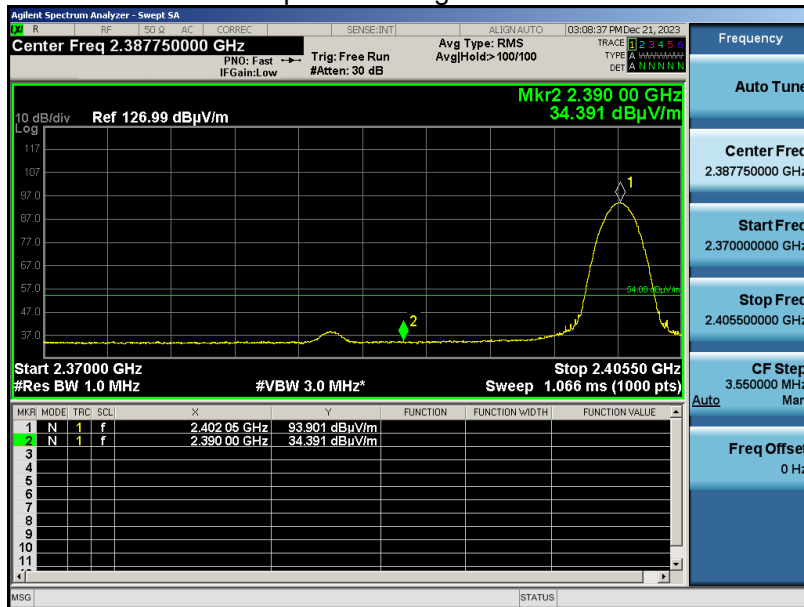 Agilent Spectrum Analyzer - Swept SA
LXI R RF 50 Ω AC CORREC SENSE:INT ALIGN AUTO 03:08:37 PM Dec 21, 2023
Center Freq 2.387750000 GHz
PNO: Fast
IFGain:Low
Trig: Free Run
#Atten: 30 dB
Avg Type: RMS
Avg|Hold:>100/100
TRACE 1 2 3 4 5 6
TYPE A WWWWW
DET A N N N N N
Mkr2 2.390 00 GHz
34.391 dBµV/m
10 dB/div Ref 126.99 dBµV/m
Log
117
107
97.0
87.0
77.0
67.0
57.0
47.0
37.0
1
2
54.00 dBµV/m
Start 2.37000 GHz Stop 2.40550 GHz
#Res BW 1.0 MHz #VBW 3.0 MHz* Sweep 1.066 ms (1000 pts)
MKR MODE TRC SCL X Y FUNCTION FUNCTION WIDTH FUNCTION VALUE
1 N 1 f 2.402 05 GHz 93.901 dBµV/m
2 N 1 f 2.390 00 GHz 34.391 dBµV/m
3
4
5
6
7
8
9
10
11
MSG STATUS
Frequency
Auto Tune
Center Freq
2.387750000 GHz
Start Freq
2.370000000 GHz
Stop Freq
2.405500000 GHz
CF Step
3.550000 MHz
Auto Man
Freq Offset
0 Hz